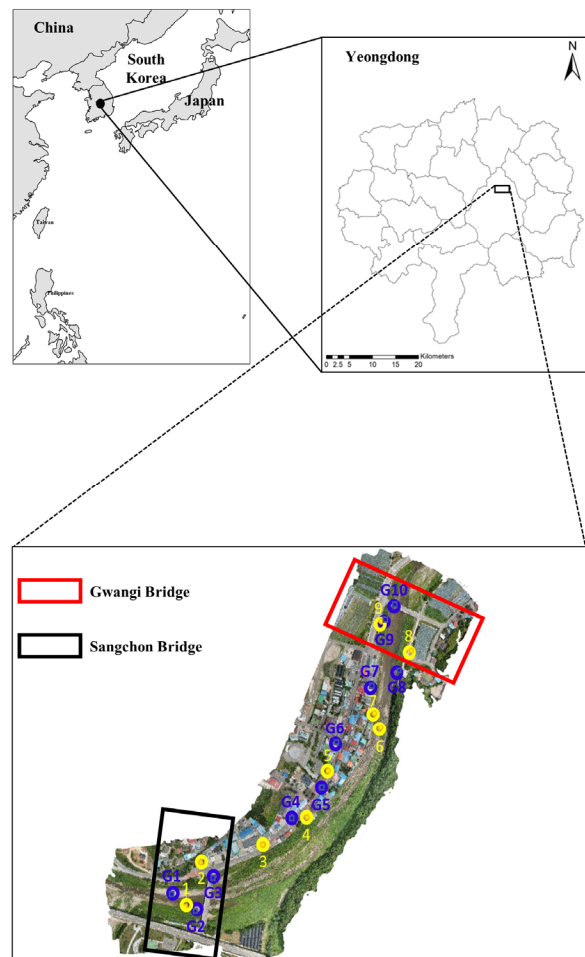 China
South
Korea
Japan
Taiwan
Philippines
Yeongdong
N
Kilometers
0 2.5 5 10 15 20
Gwangi Bridge
Sangchon Bridge
G10
9
G9
8
G7
G8
7
6
G6
5
G5
G4
4
3
2
G1
G3
1
G2